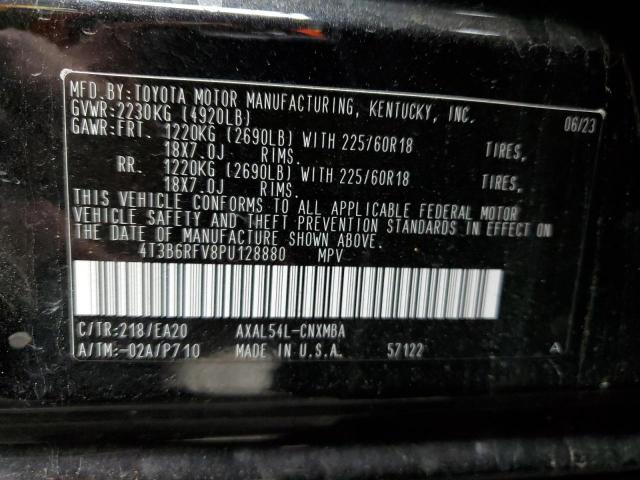 MFD.BY:TOYOTA MOTOR MANUFACTURING, KENTUCKY, INC.
GVWR:2230KG (4920LB) 06/23
GAWR:FRT. 1220KG (2690LB) WITH 225/60R18 TIRES,
18X7.0J RIMS.
RR. 1220KG (2690LB) WITH 225/60R18 TIRES,
18X7.0J RIMS.
THIS VEHICLE CONFORMS TO ALL APPLICABLE FEDERAL MOTOR
VEHICLE SAFETY AND THEFT PREVENTION STANDARDS IN EFFECT ON
THE DATE OF MANUFACTURE SHOWN ABOVE.
4T3B6RFV8PU128880 MPV
C/TR:218/EA20 AXAL54L-CNXMBA
A/TM:-02A/P710 MADE IN U.S.A. 57122 A